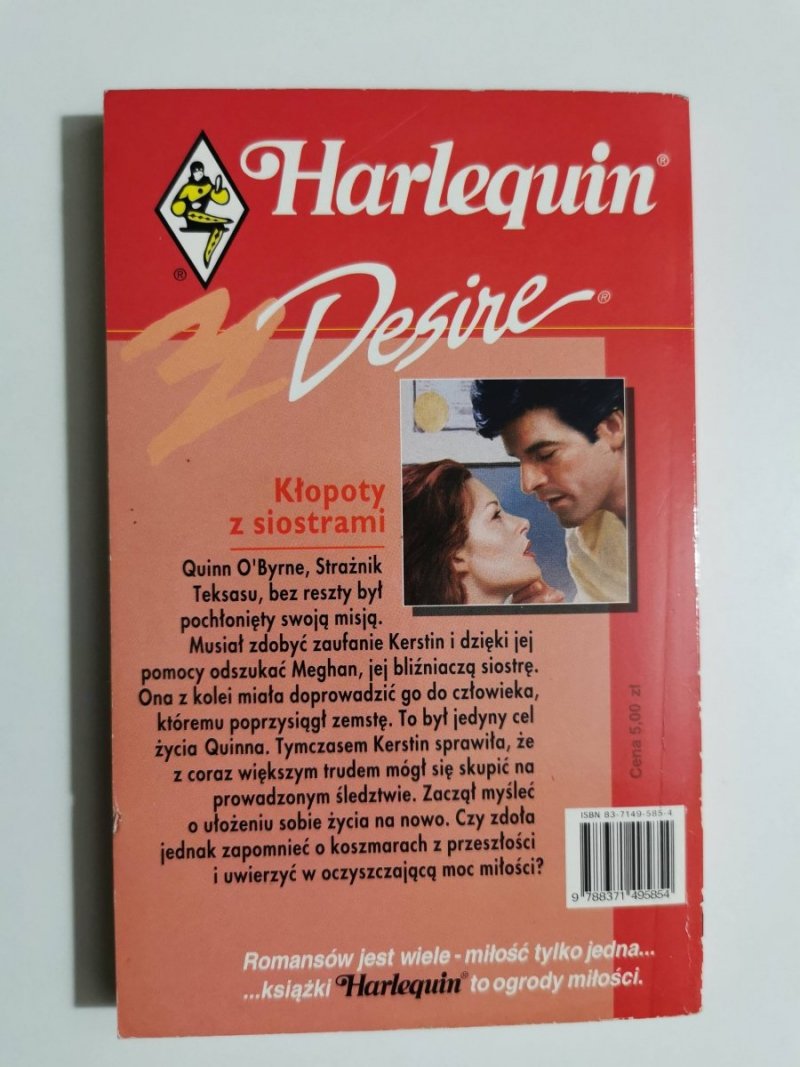 Harlequin®
®
Desire®
Kłopoty
z siostrami
Quinn O'Byrne, Strażnik
Teksasu, bez reszty był
pochłonięty swoją misją.
Musiał zdobyć zaufanie Kerstin i dzięki jej
pomocy odszukać Meghan, jej bliźniaczą siostrę.
Ona z kolei miała doprowadzić go do człowieka,
któremu poprzysiągł zemstę. To był jedyny cel
życia Quinna. Tymczasem Kerstin sprawiła, że
z coraz większym trudem mógł się skupić na
prowadzonym śledztwie. Zaczął myśleć
o ułożeniu sobie życia na nowo. Czy zdoła
jednak zapomnieć o koszmarach z przeszłości
i uwierzyć w oczyszczającą moc miłości?
Cena 5,00 zł
ISBN 83-7149-585-4
9 788371 495854
Romansów jest wiele - miłość tylko jedna...
...książki Harlequin® to ogrody miłości.